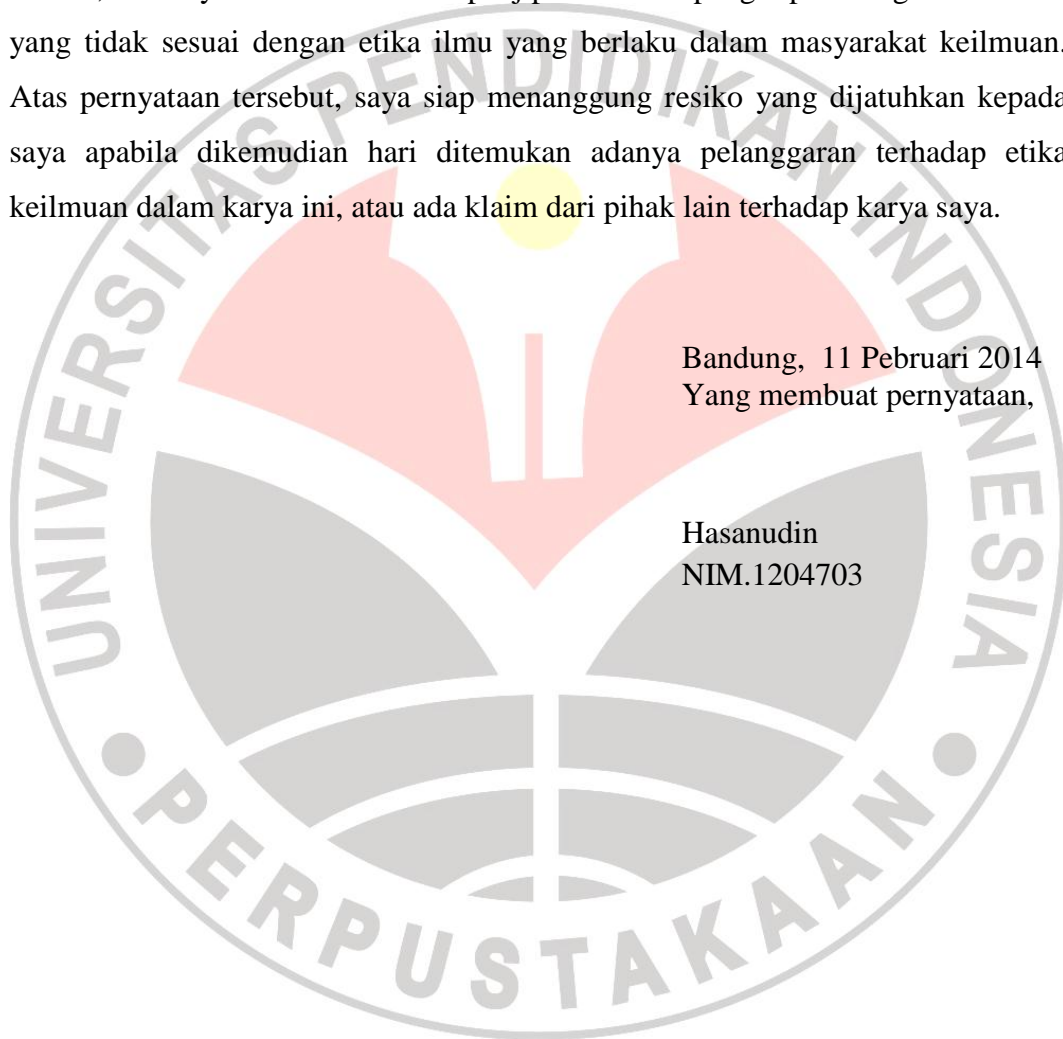 yang tidak sesuai dengan etika ilmu yang berlaku dalam masyarakat keilmuan.
Atas pernyataan tersebut, saya siap menanggung resiko yang dijatuhkan kepada
saya apabila dikemudian hari ditemukan adanya pelanggaran terhadap etika
keilmuan dalam karya ini, atau ada klaim dari pihak lain terhadap karya saya.
Bandung, 11 Pebruari 2014
Yang membuat pernyataan,
Hasanudin
NIM.1204703
UNIVERSITAS PENDIDIKAN INDONESIA
PERPUSTAKAAN